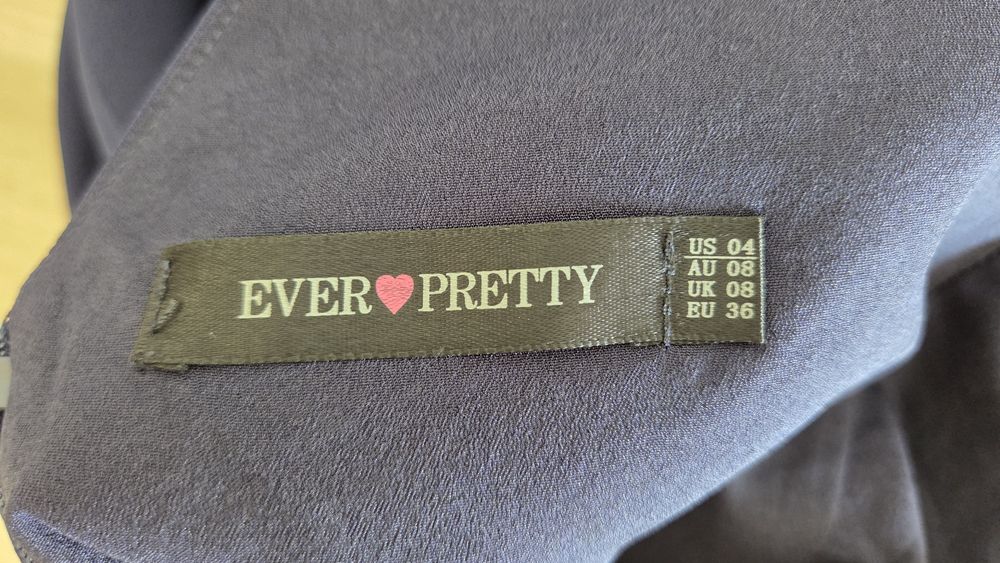 EVER♥PRETTY
US 04
AU 08
UK 08
EU 36